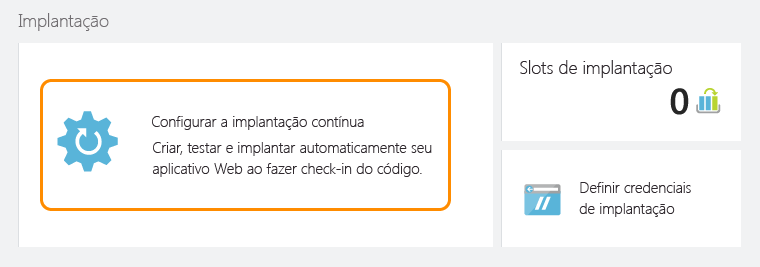 Implantação
Configurar a implantação contínua
Criar, testar e implantar automaticamente seu
aplicativo Web ao fazer check-in do código.
Slots de implantação
0
Definir credenciais
de implantação